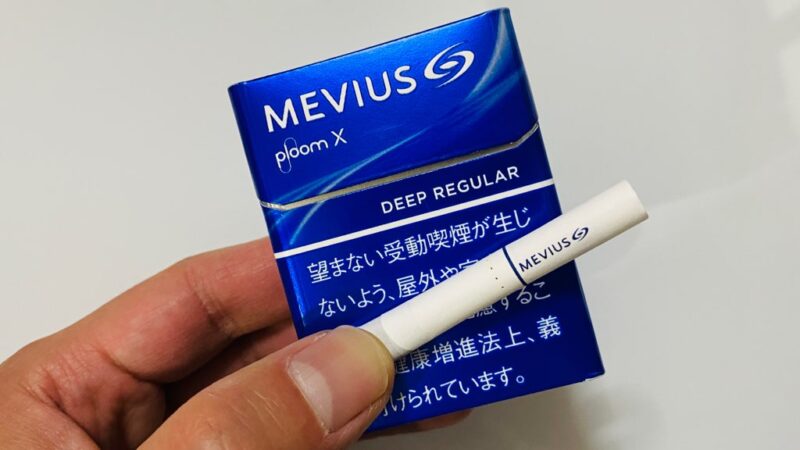 MEVIUS
ploom X
DEEP REGULAR
望まない受動喫煙が生じ
ないよう、屋外や
慮するこ
健康増進法上、義
けられています。
MEVIUS